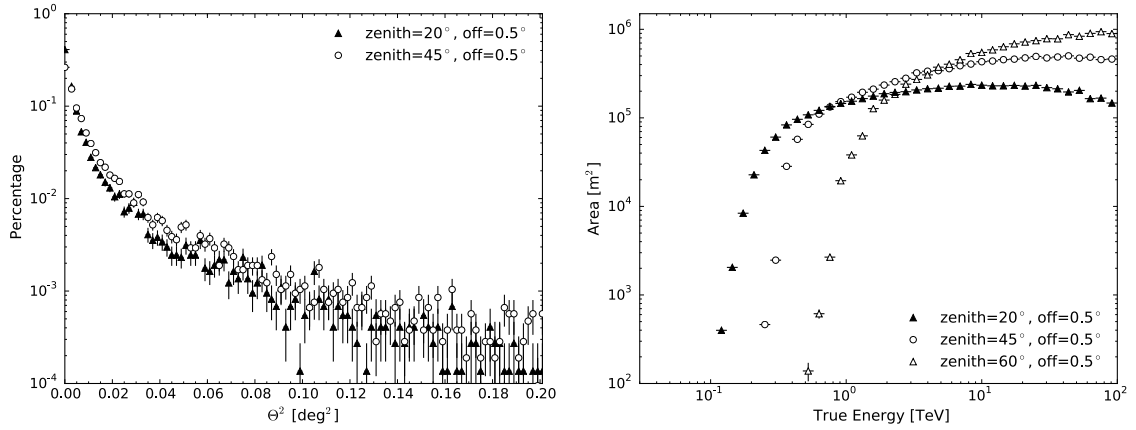 10^0
10^-1
10^-2
10^-3
10^-4
Percentage
zenith=20°, off=0.5°
zenith=45°, off=0.5°
0.00 0.02 0.04 0.06 0.08 0.10 0.12 0.14 0.16 0.18 0.20
Θ² [deg²]
10^6
10^5
10^4
10^3
10^2
Area [m²]
zenith=20°, off=0.5°
zenith=45°, off=0.5°
zenith=60°, off=0.5°
10^-1 10^0 10^1 10^2
True Energy [TeV]